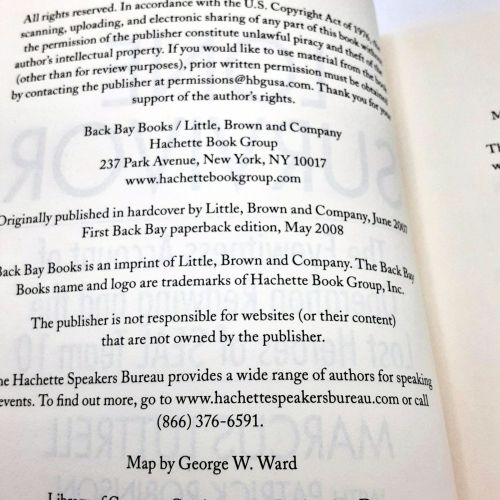 All rights reserved. In accordance with the U.S. Copyright Act of 1976, the
scanning, uploading, and electronic sharing of any part of this book without
the permission of the publisher constitute unlawful piracy and theft of the
author's intellectual property. If you would like to use material from the book
(other than for review purposes), prior written permission must be obtained
by contacting the publisher at permissions@hbgusa.com. Thank you for your
support of the author's rights.
Back Bay Books / Little, Brown and Company
Hachette Book Group
237 Park Avenue, New York, NY 10017
www.hachettebookgroup.com
Originally published in hardcover by Little, Brown and Company, June 2007
First Back Bay paperback edition, May 2008
Back Bay Books is an imprint of Little, Brown and Company. The Back Bay
Books name and logo are trademarks of Hachette Book Group, Inc.
The publisher is not responsible for websites (or their content)
that are not owned by the publisher.
The Hachette Speakers Bureau provides a wide range of authors for speaking
events. To find out more, go to www.hachettespeakersbureau.com or call
(866) 376-6591.
Map by George W. Ward